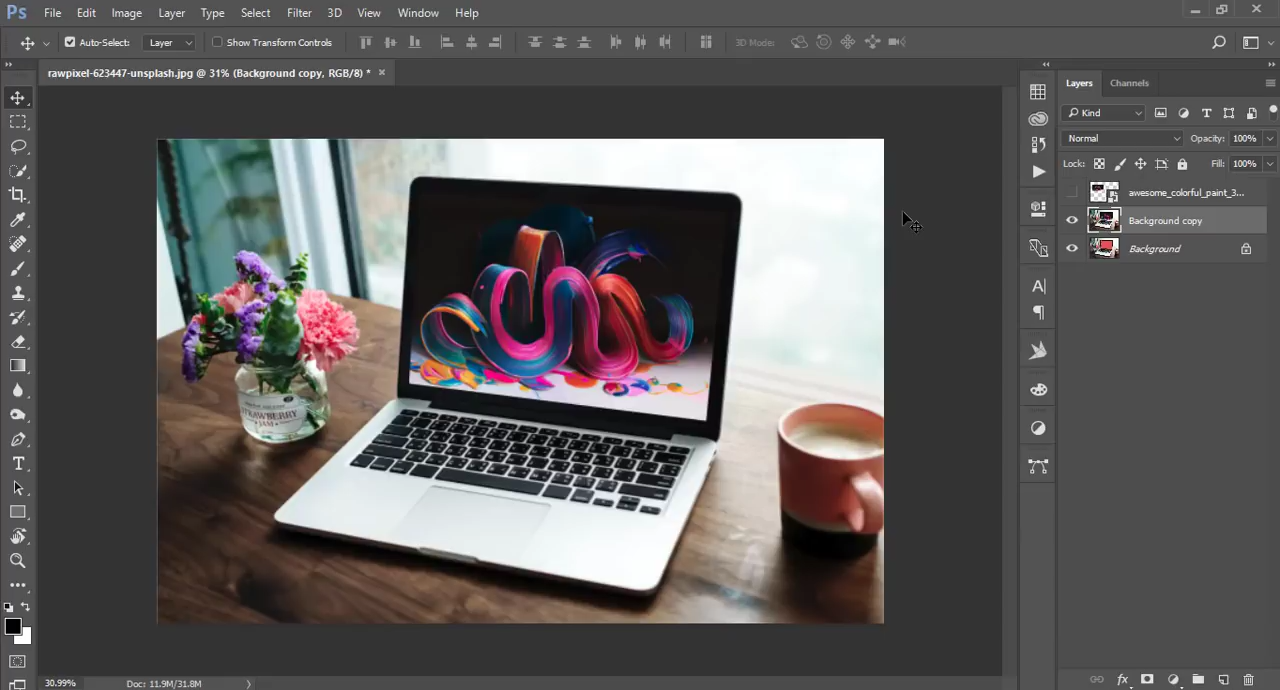 Ps File Edit Image Layer Type Select Filter 3D View Window Help
Auto-Select: Layer Show Transform Controls 3D Mode:
rawpixel-623447-unsplash.jpg @ 31% (Background copy, RGB/8) *
Layers Channels
Kind
Normal Opacity: 100%
Lock: Fill: 100%
awesome_colorful_paint_3...
Background copy
Background
STRAWBERRY
JAM
30.99% Doc: 11.9M/31.8M